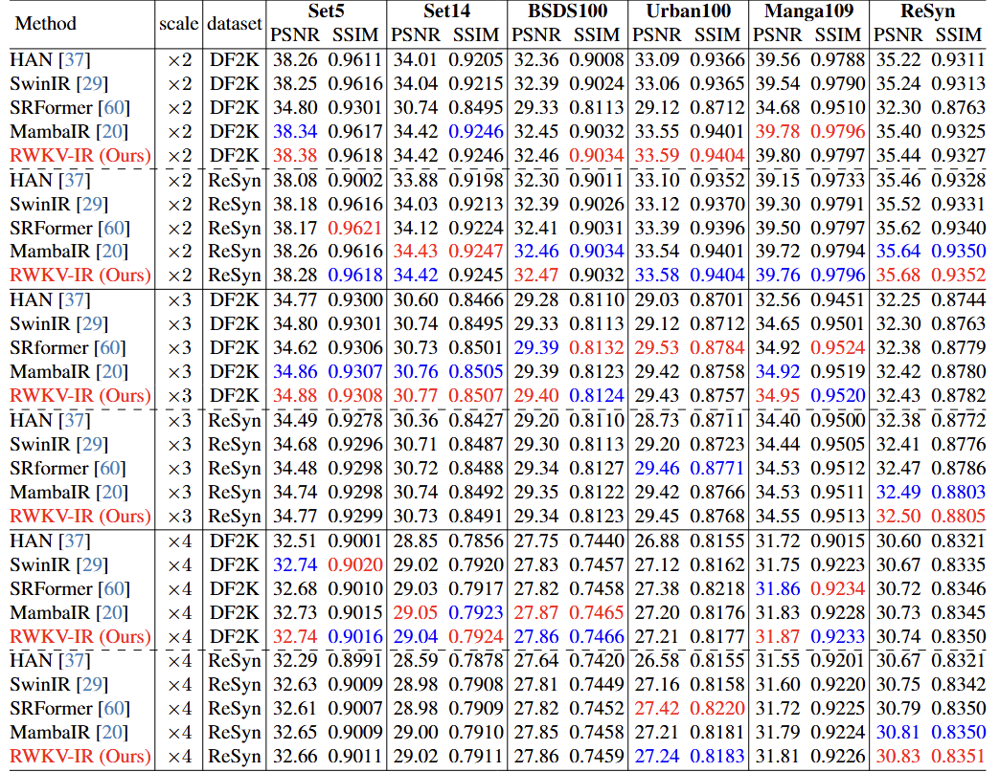 Method scale dataset Set5 Set14 BSDS100 Urban100 Manga109 ReSyn
PSNR SSIM PSNR SSIM PSNR SSIM PSNR SSIM PSNR SSIM PSNR SSIM
HAN [37] ×2 DF2K 38.26 0.9611 34.01 0.9205 32.36 0.9008 33.09 0.9366 39.56 0.9788 35.22 0.9311
SwinIR [29] ×2 DF2K 38.25 0.9616 34.04 0.9215 32.39 0.9024 33.06 0.9365 39.54 0.9790 35.24 0.9313
SRFormer [60] ×2 DF2K 34.80 0.9301 30.74 0.8495 29.33 0.8113 29.12 0.8712 34.68 0.9510 32.30 0.8763
MambaIR [20] ×2 DF2K 38.34 0.9617 34.42 0.9246 32.45 0.9032 33.55 0.9401 39.78 0.9796 35.40 0.9325
RWKV-IR (Ours) ×2 DF2K 38.38 0.9618 34.42 0.9246 32.46 0.9034 33.59 0.9404 39.80 0.9797 35.44 0.9327
HAN [37] ×2 ReSyn 38.08 0.9002 33.88 0.9198 32.30 0.9011 33.10 0.9352 39.15 0.9733 35.46 0.9328
SwinIR [29] ×2 ReSyn 38.18 0.9616 34.03 0.9213 32.39 0.9026 33.12 0.9370 39.30 0.9791 35.52 0.9331
SRFormer [60] ×2 ReSyn 38.17 0.9621 34.12 0.9224 32.41 0.9031 33.39 0.9396 39.50 0.9797 35.62 0.9340
MambaIR [20] ×2 ReSyn 38.26 0.9616 34.43 0.9247 32.46 0.9034 33.54 0.9401 39.72 0.9794 35.64 0.9350
RWKV-IR (Ours) ×2 ReSyn 38.28 0.9618 34.42 0.9245 32.47 0.9032 33.58 0.9404 39.76 0.9796 35.68 0.9352
HAN [37] ×3 DF2K 34.77 0.9300 30.60 0.8466 29.28 0.8110 29.03 0.8701 32.56 0.9451 32.25 0.8744
SwinIR [29] ×3 DF2K 34.80 0.9301 30.74 0.8495 29.33 0.8113 29.12 0.8712 34.65 0.9501 32.30 0.8763
SRformer [60] ×3 DF2K 34.62 0.9306 30.73 0.8501 29.39 0.8132 29.53 0.8784 34.92 0.9524 32.38 0.8779
MambaIR [20] ×3 DF2K 34.86 0.9307 30.76 0.8505 29.39 0.8123 29.42 0.8758 34.92 0.9519 32.42 0.8780
RWKV-IR (Ours) ×3 DF2K 34.88 0.9308 30.77 0.8507 29.40 0.8124 29.43 0.8757 34.95 0.9520 32.43 0.8782
HAN [37] ×3 ReSyn 34.49 0.9278 30.36 0.8427 29.20 0.8110 28.73 0.8711 34.40 0.9500 32.38 0.8772
SwinIR [29] ×3 ReSyn 34.68 0.9296 30.71 0.8487 29.30 0.8113 29.20 0.8723 34.44 0.9505 32.41 0.8776
SRformer [60] ×3 ReSyn 34.48 0.9298 30.72 0.8488 29.34 0.8127 29.46 0.8771 34.53 0.9512 32.47 0.8786
MambaIR [20] ×3 ReSyn 34.74 0.9298 30.74 0.8492 29.35 0.8122 29.42 0.8766 34.53 0.9511 32.49 0.8803
RWKV-IR (Ours) ×3 ReSyn 34.77 0.9299 30.73 0.8491 29.34 0.8123 29.45 0.8768 34.55 0.9513 32.50 0.8805
HAN [37] ×4 DF2K 32.51 0.9001 28.85 0.7856 27.75 0.7440 26.88 0.8155 31.72 0.9015 30.60 0.8321
SwinIR [29] ×4 DF2K 32.74 0.9020 29.02 0.7920 27.83 0.7457 27.12 0.8162 31.75 0.9223 30.67 0.8335
SRFormer [60] ×4 DF2K 32.68 0.9010 29.03 0.7917 27.82 0.7458 27.38 0.8218 31.86 0.9234 30.72 0.8346
MambaIR [20] ×4 DF2K 32.73 0.9015 29.05 0.7923 27.87 0.7465 27.20 0.8176 31.83 0.9228 30.73 0.8345
RWKV-IR (Ours) ×4 DF2K 32.74 0.9016 29.04 0.7924 27.86 0.7466 27.21 0.8177 31.87 0.9233 30.74 0.8350
HAN [37] ×4 ReSyn 32.29 0.8991 28.59 0.7878 27.64 0.7420 26.58 0.8155 31.55 0.9201 30.67 0.8321
SwinIR [29] ×4 ReSyn 32.63 0.9009 28.98 0.7908 27.81 0.7449 27.16 0.8158 31.60 0.9220 30.75 0.8342
SRFormer [60] ×4 ReSyn 32.61 0.9007 28.98 0.7909 27.82 0.7452 27.42 0.8220 31.72 0.9225 30.79 0.8350
MambaIR [20] ×4 ReSyn 32.65 0.9009 29.00 0.7910 27.85 0.7458 27.21 0.8181 31.79 0.9224 30.81 0.8350
RWKV-IR (Ours) ×4 ReSyn 32.66 0.9011 29.02 0.7911 27.86 0.7459 27.24 0.8183 31.82 0.9226 30.83 0.8351